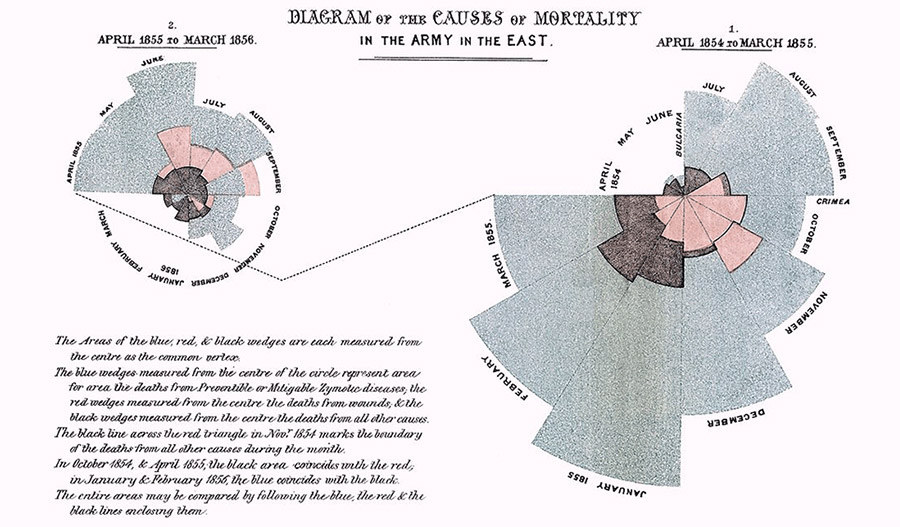 DIAGRAM OF THE CAUSES OF MORTALITY
IN THE ARMY IN THE EAST.
2.
APRIL 1855 TO MARCH 1856.
1.
APRIL 1854 TO MARCH 1855.
APRIL 1855
MAY
JUNE
JULY
AUGUST
SEPTEMBER
OCTOBER
NOVEMBER
DECEMBER
JANUARY 1856
FEBRUARY
MARCH
APRIL 1854
MAY
JUNE
BULGARIA
JULY
AUGUST
SEPTEMBER
CRIMEA
OCTOBER
NOVEMBER
DECEMBER
JANUARY 1855
FEBRUARY
MARCH 1855.
The Areas of the blue, red, & black wedges are each measured from
the centre as the common vertex.
The blue wedges measured from the centre of the circle represent area
for area the deaths from Preventible or Mitigable Zymotic diseases, the
red wedges measured from the centre the deaths from wounds, & the
black wedges measured from the centre the deaths from all other causes.
The black line across the red triangle in Novr. 1854 marks the boundary
of the deaths from all other causes during the month.
In October 1854, & April 1855, the black area coincides with the red,
in January & February 1856, the blue coincides with the black.
The entire areas may be compared by following the blue, the red & the
black lines enclosing them.